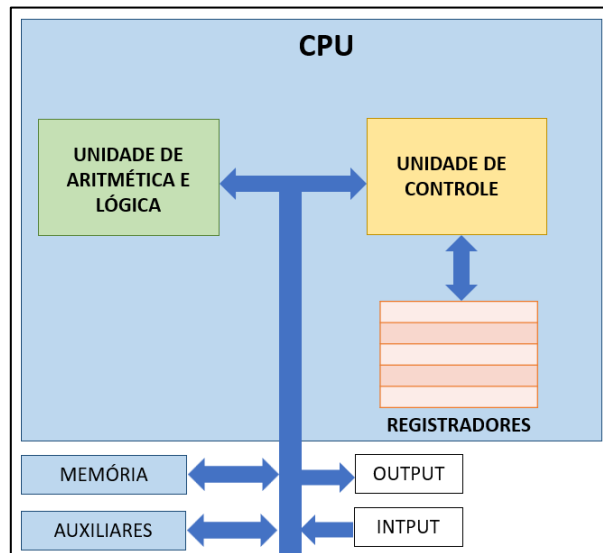 CPU
UNIDADE DE
ARITMÉTICA E
LÓGICA
UNIDADE DE
CONTROLE
REGISTRADORES
MEMÓRIA
OUTPUT
AUXILIARES
INTPUT